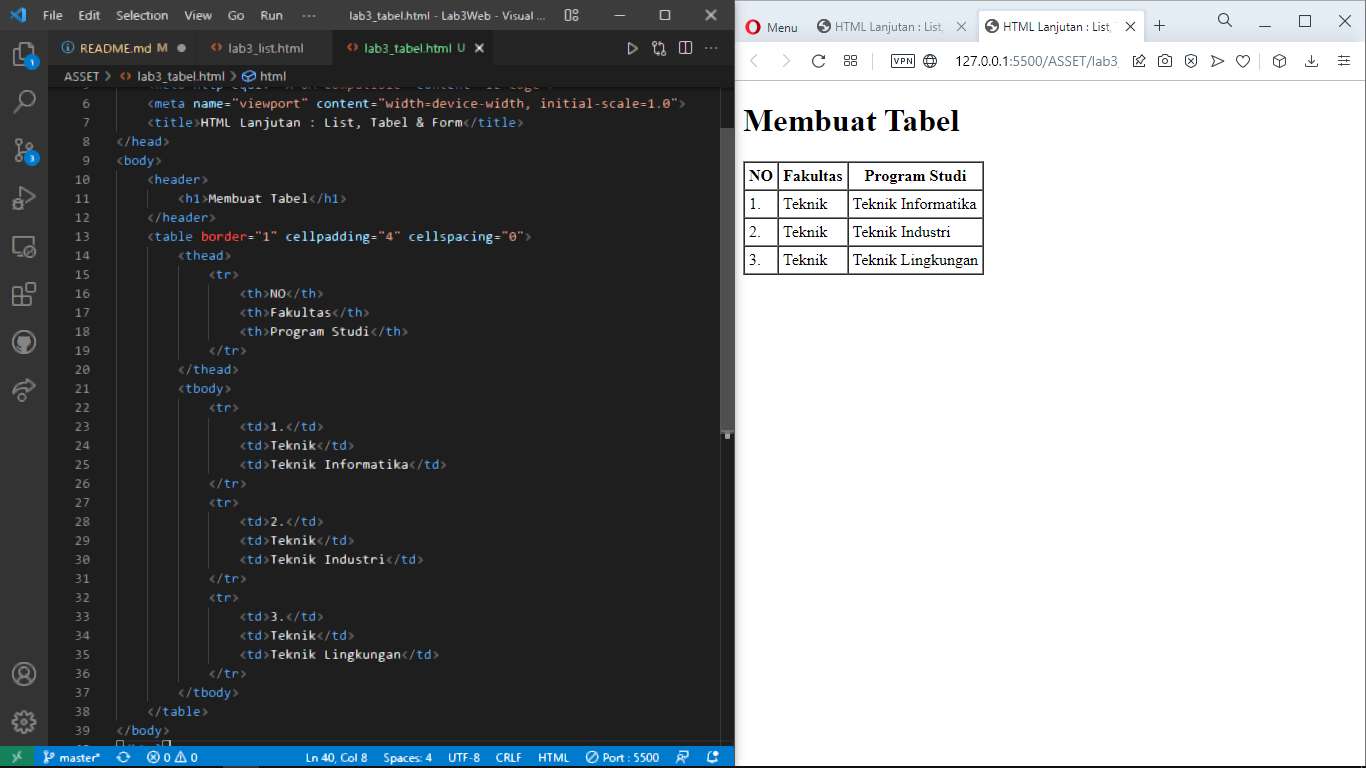 File Edit Selection View Go Run ··· lab3_tabel.html - Lab3Web - Visual ...
README.md M lab3_list.html lab3_tabel.html U
ASSET > lab3_tabel.html > html
6 <meta name="viewport" content="width=device-width, initial-scale=1.0">
7 <title>HTML Lanjutan : List, Tabel & Form</title>
8 </head>
9 <body>
10 <header>
11 <h1>Membuat Tabel</h1>
12 </header>
13 <table border="1" cellpadding="4" cellspacing="0">
14 <thead>
15 <tr>
16 <th>NO</th>
17 <th>Fakultas</th>
18 <th>Program Studi</th>
19 </tr>
20 </thead>
21 <tbody>
22 <tr>
23 <td>1.</td>
24 <td>Teknik</td>
25 <td>Teknik Informatika</td>
26 </tr>
27 <tr>
28 <td>2.</td>
29 <td>Teknik</td>
30 <td>Teknik Industri</td>
31 </tr>
32 <tr>
33 <td>3.</td>
34 <td>Teknik</td>
35 <td>Teknik Lingkungan</td>
36 </tr>
37 </tbody>
38 </table>
39 </body>
1
3
master* 0 0 Ln 40, Col 8 Spaces: 4 UTF-8 CRLF HTML Port : 5500
Menu HTML Lanjutan : List, HTML Lanjutan : List,
VPN 127.0.0.1:5500/ASSET/lab3_
Membuat Tabel
NO Fakultas Program Studi
1. Teknik Teknik Informatika
2. Teknik Teknik Industri
3. Teknik Teknik Lingkungan